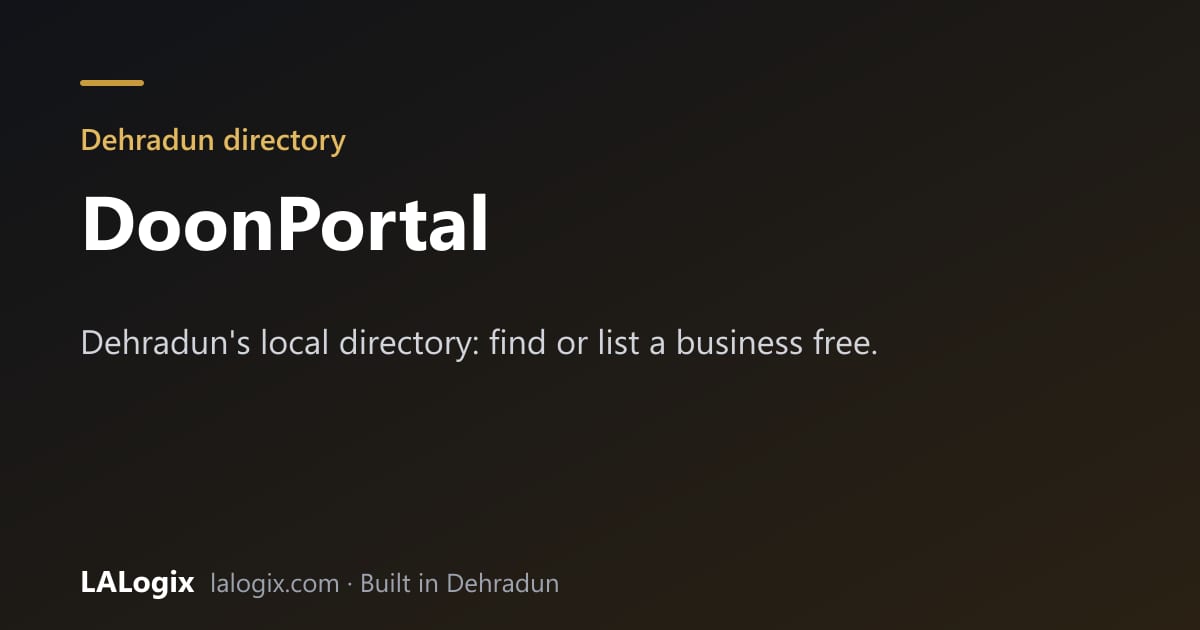 Dehradun directory
DoonPortal
Dehradun's local directory: find or list a business free.
LALogix lalogix.com · Built in Dehradun